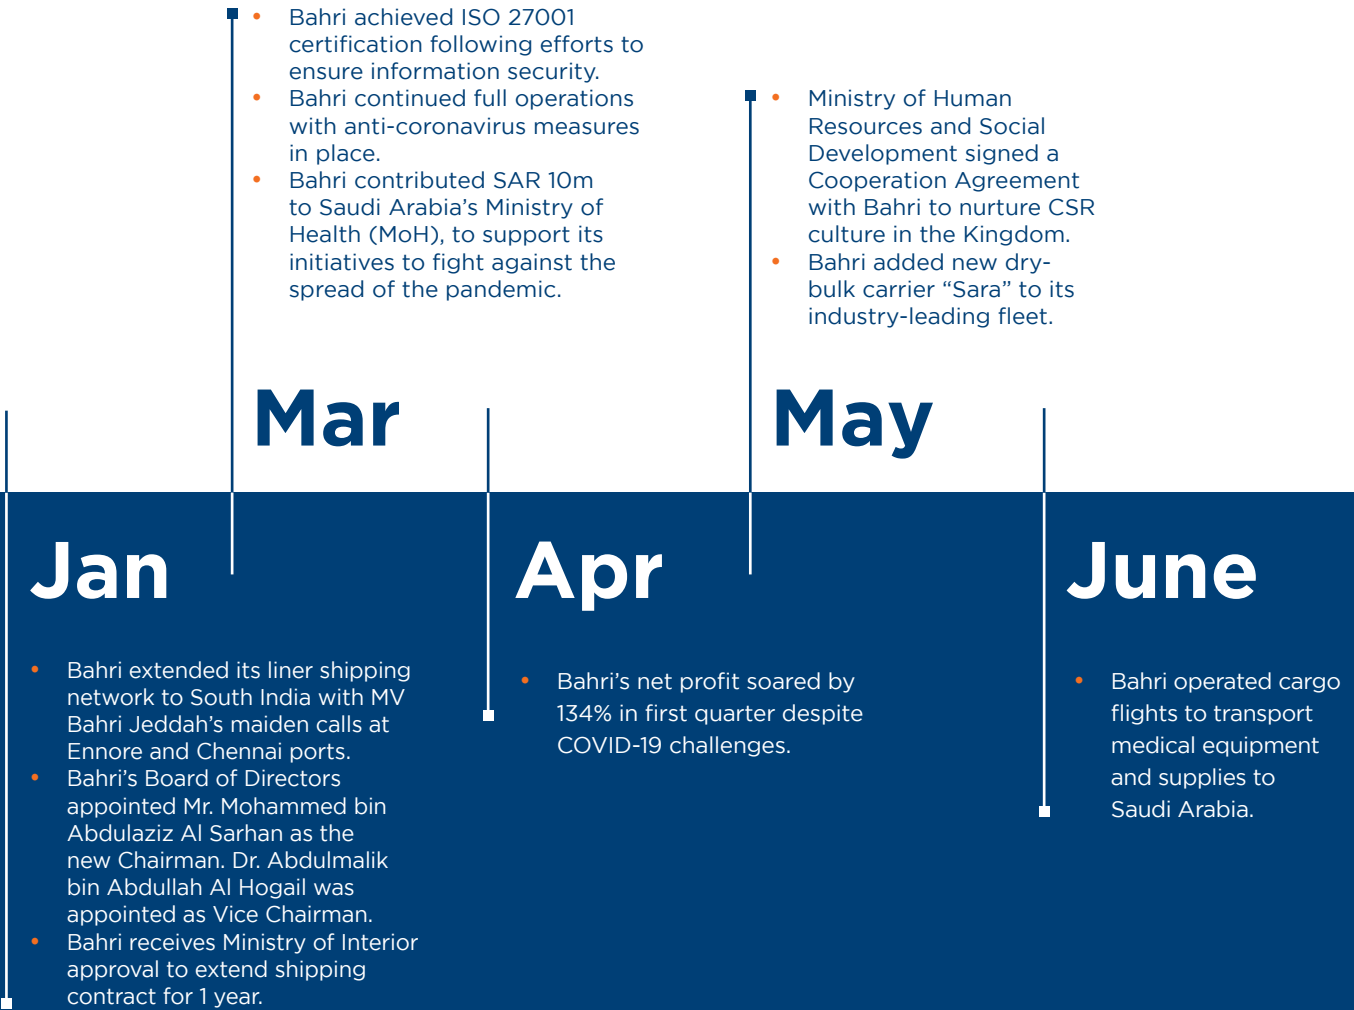 Bahri achieved ISO 27001
certification following efforts to
ensure information security.
Bahri continued full operations
with anti-coronavirus measures
in place.
Bahri contributed SAR 10m
to Saudi Arabia’s Ministry of
Health (MoH), to support its
initiatives to fight against the
spread of the pandemic.
Mar
Ministry of Human
Resources and Social
Development signed a
Cooperation Agreement
with Bahri to nurture CSR
culture in the Kingdom.
Bahri added new dry-
bulk carrier “Sara” to its
industry-leading fleet.
May
Jan
Bahri extended its liner shipping
network to South India with MV
Bahri Jeddah’s maiden calls at
Ennore and Chennai ports.
Bahri’s Board of Directors
appointed Mr. Mohammed bin
Abdulaziz Al Sarhan as the
new Chairman. Dr. Abdulmalik
bin Abdullah Al Hogail was
appointed as Vice Chairman.
Bahri receives Ministry of Interior
approval to extend shipping
contract for 1 year.
Apr
Bahri’s net profit soared by
134% in first quarter despite
COVID-19 challenges.
June
Bahri operated cargo
flights to transport
medical equipment
and supplies to
Saudi Arabia.